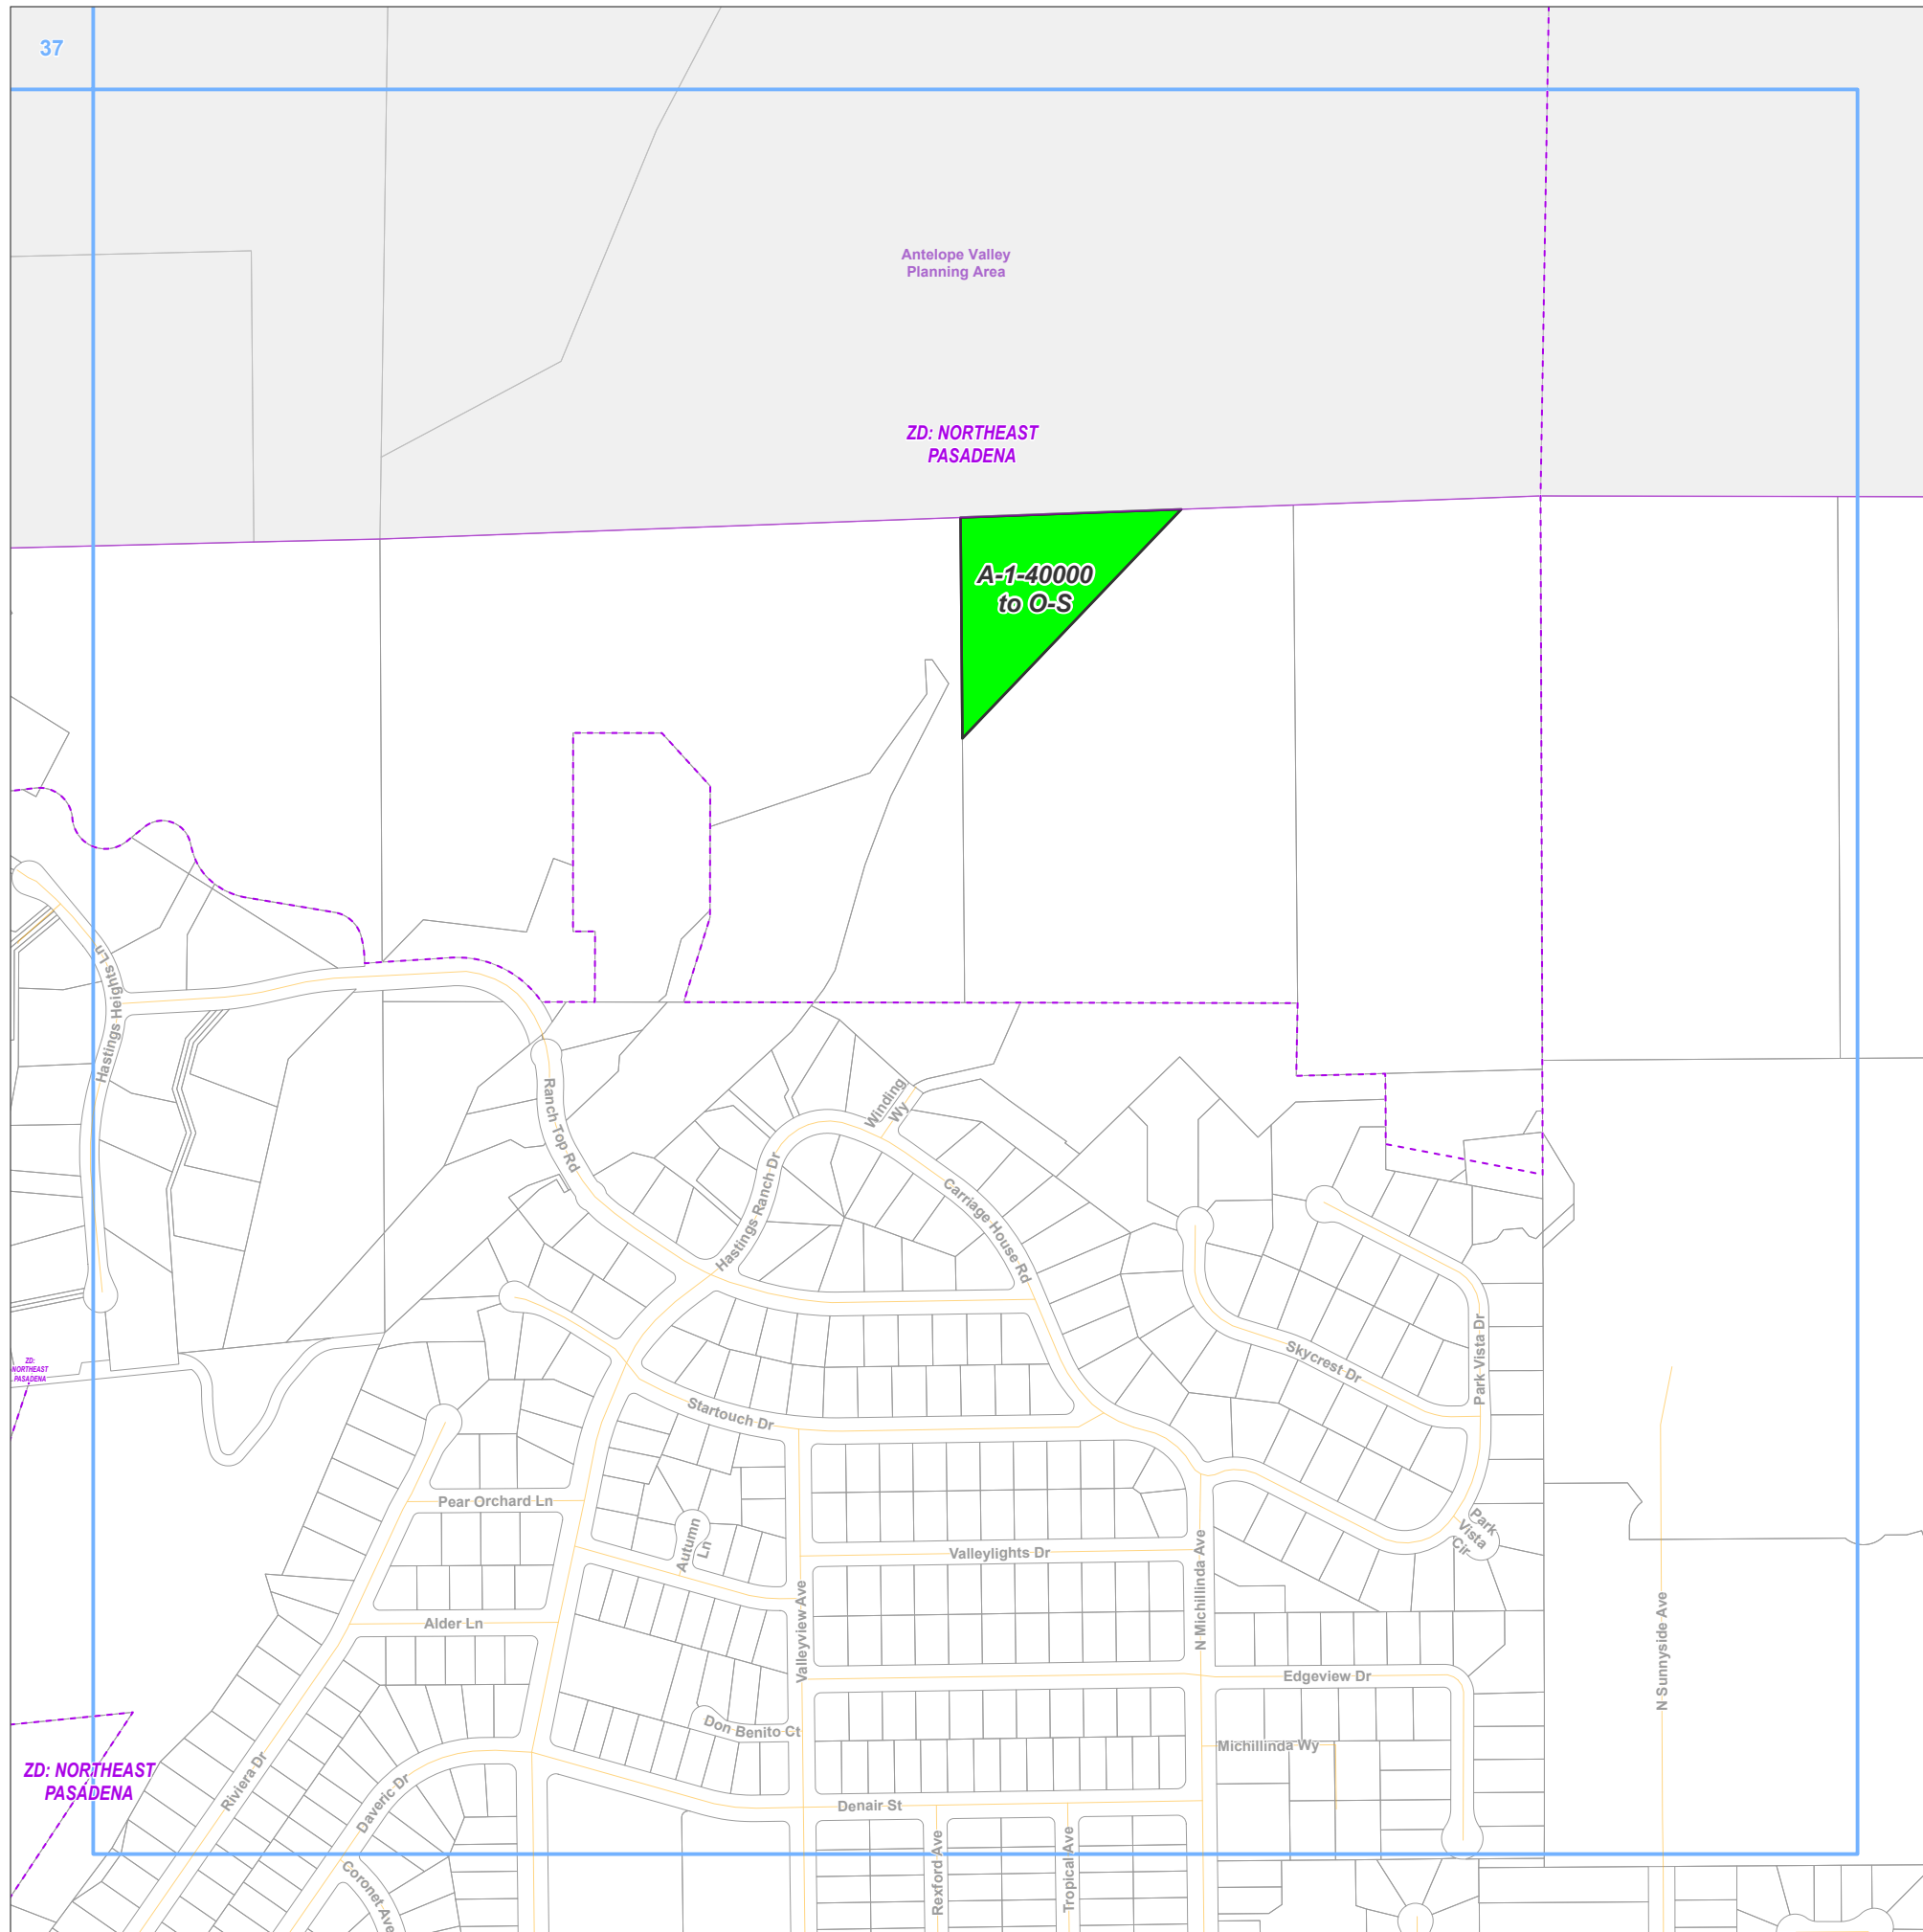 37
Antelope Valley
Planning Area
ZD: NORTHEAST
PASADENA
A-1-40000
to O-S
Hastings Heights Ln
Ranch Top Rd
Winding
Wy
Hastings Ranch Dr
Carriage House Rd
Skycrest Dr
Park Vista Dr
ZD:
NORTHEAST
PASADENA
Startouch Dr
Pear Orchard Ln
Autumn
Ln
Valleylights Dr
Park
Vista
Cir
N Michillinda Ave
Valleyview Ave
Alder Ln
N Sunnyside Ave
Edgeview Dr
Don Benito Ct
Michillinda Wy
ZD: NORTHEAST
PASADENA
Riviera Dr
Daveric Dr
Denair St
Coronet Ave
Rexford Ave
Tropical Ave